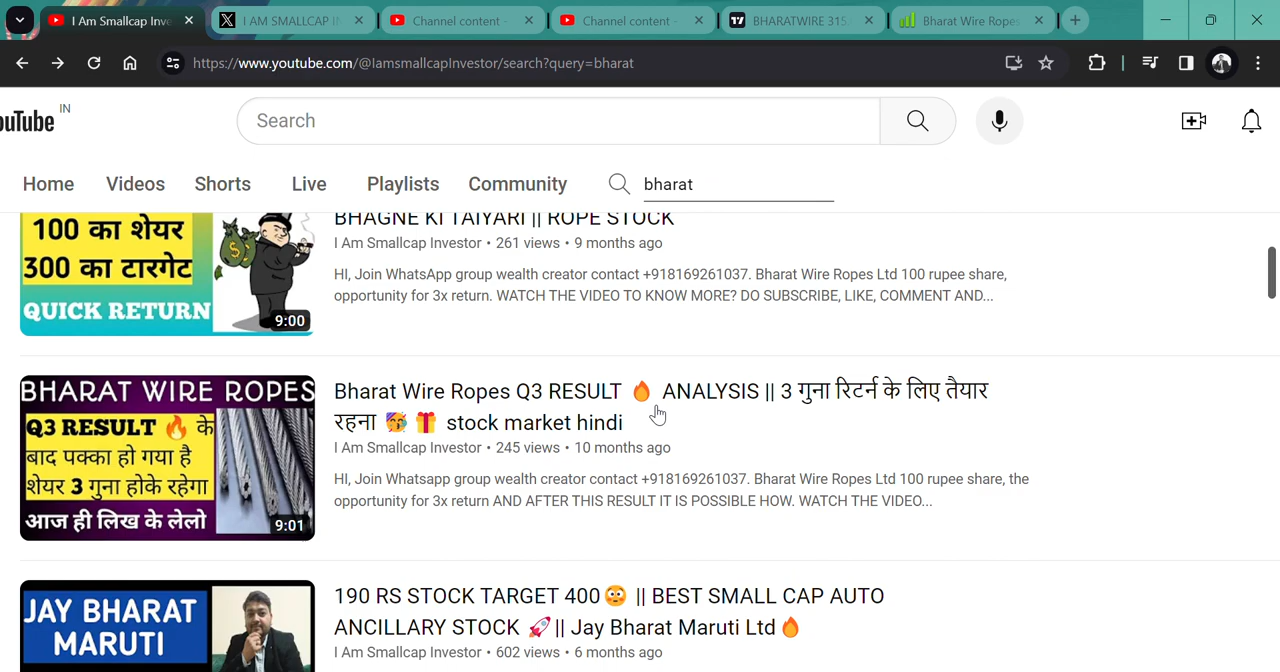 I Am Smallcap Inve
I AM SMALLCAP I
Channel content -
Channel content -
BHARATWIRE 315.
Bharat Wire Ropes
https://www.youtube.com/@IamsmallcapInvestor/search?query=bharat
ouTube IN
Search
Home Videos Shorts Live Playlists Community bharat
100 का शेयर
300 का टारगेट
QUICK RETURN
9:00
BHAGNE KI TAIYARI || ROPE STOCK
I Am Smallcap Investor • 261 views • 9 months ago
HI, Join WhatsApp group wealth creator contact +918169261037. Bharat Wire Ropes Ltd 100 rupee share,
opportunity for 3x return. WATCH THE VIDEO TO KNOW MORE? DO SUBSCRIBE, LIKE, COMMENT AND...
BHARAT WIRE ROPES
Q3 RESULT 🔥 के
बाद पक्का हो गया है
शेयर 3 गुना होके रहेगा
आज ही लिख के लेलो
9:01
Bharat Wire Ropes Q3 RESULT 🔥 ANALYSIS || 3 गुना रिटर्न के लिए तैयार
रहना 🥳 🎁 stock market hindi
I Am Smallcap Investor • 245 views • 10 months ago
HI, Join Whatsapp group wealth creator contact +918169261037. Bharat Wire Ropes Ltd 100 rupee share, the
opportunity for 3x return AND AFTER THIS RESULT IT IS POSSIBLE HOW. WATCH THE VIDEO...
JAY BHARAT
MARUTI
190 RS STOCK TARGET 400😳 || BEST SMALL CAP AUTO
ANCILLARY STOCK 🚀|| Jay Bharat Maruti Ltd🔥
I Am Smallcap Investor • 602 views • 6 months ago